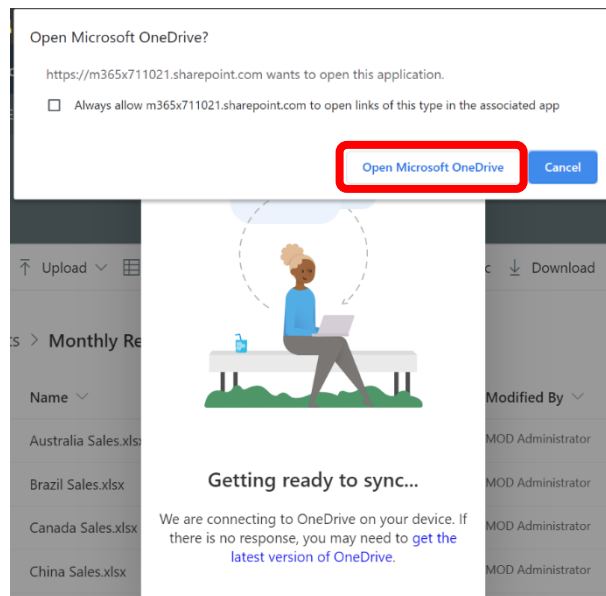 Open Microsoft OneDrive?
https://m365x711021.sharepoint.com wants to open this application.
Always allow m365x711021.sharepoint.com to open links of this type in the associated app
Open Microsoft OneDrive Cancel
Upload Download
> Monthly Re
Name Modified By
Australia Sales.xls MOD Administrator
Getting ready to sync...
Brazil Sales.xlsx MOD Administrator
We are connecting to OneDrive on your device. If
Canada Sales.xlsx MOD Administrator
there is no response, you may need to get the
latest version of OneDrive.
China Sales.xlsx MOD Administrator